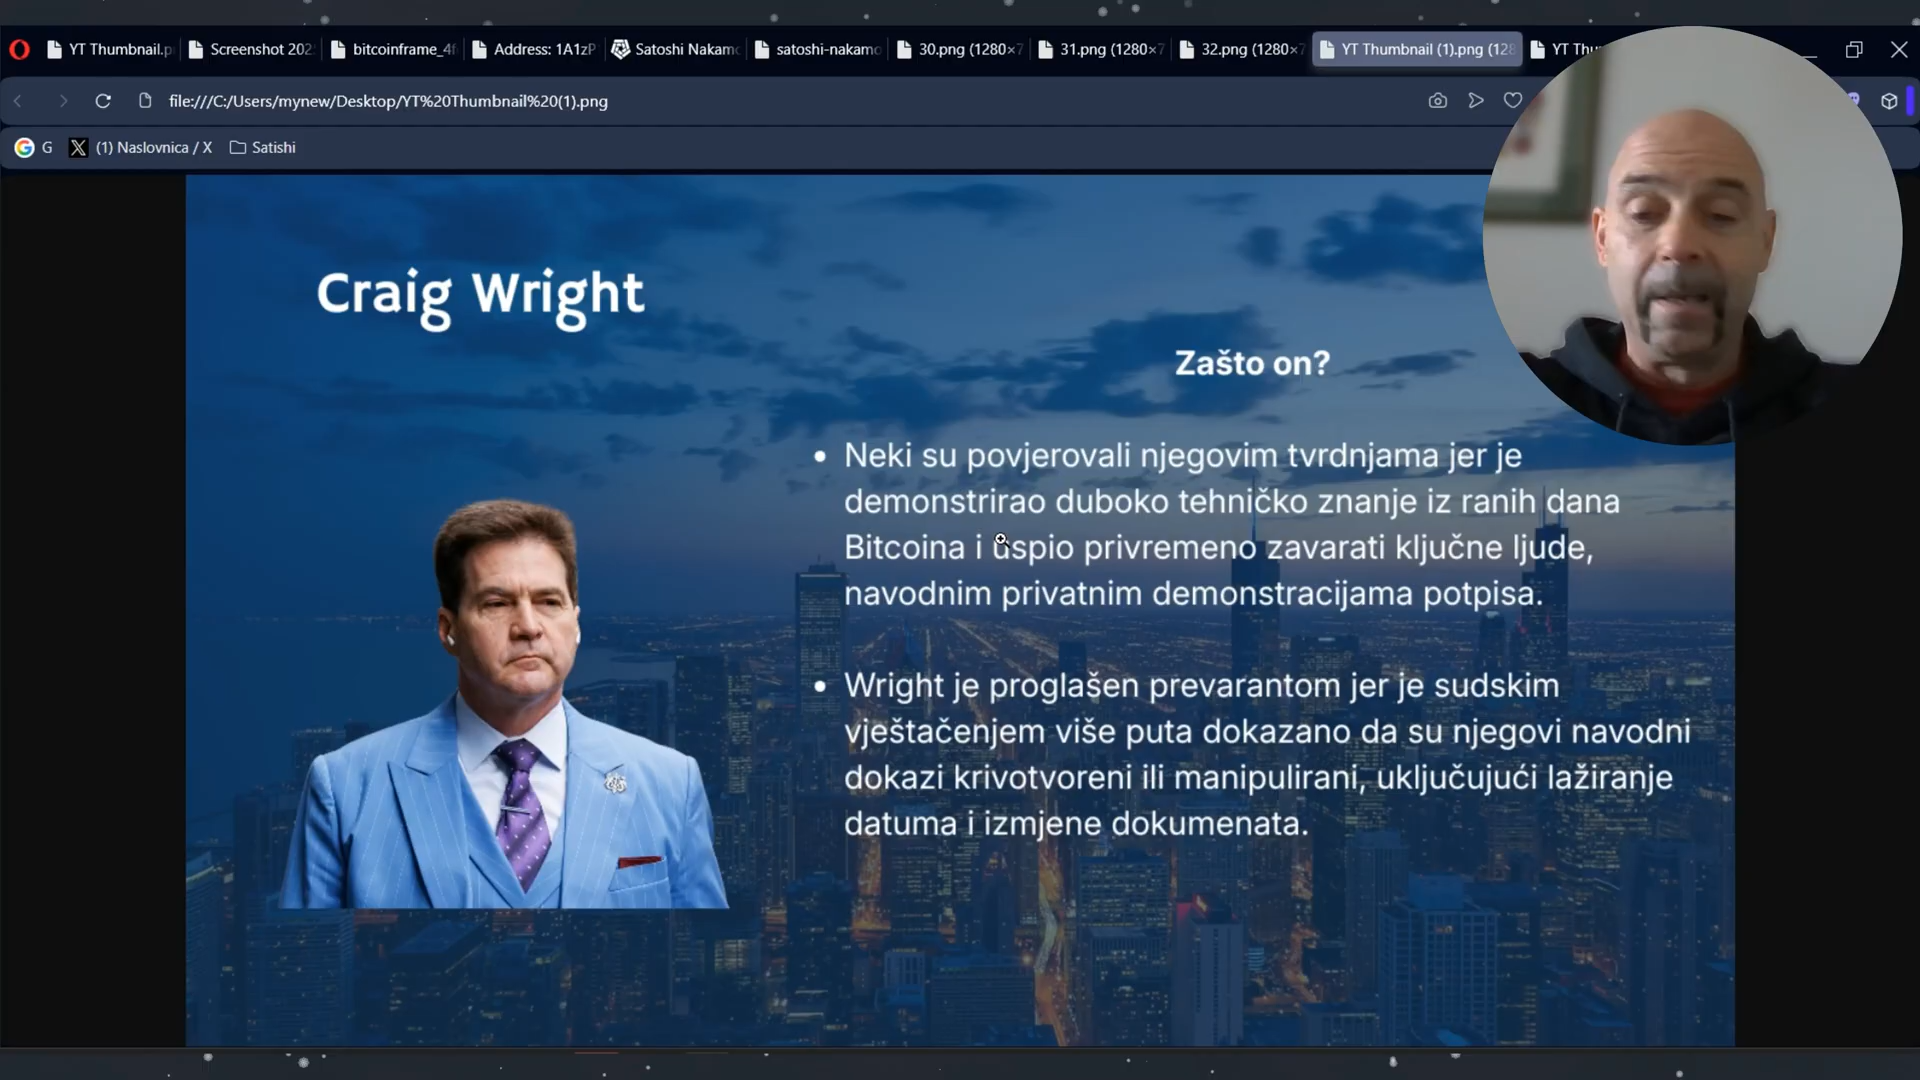 YT Thumbnail.p
Screenshot 202
bitcoinframe_4f
Address: 1A1zP
Satoshi Nakamo
satoshi-nakamo
30.png (1280×7
31.png (1280×7
32.png (1280×7
YT Thumbnail (1).png (128
YT Thu
file:///C:/Users/mynew/Desktop/YT%20Thumbnail%20(1).png
G
(1) Naslovnica / X
Satishi
Craig Wright
Zašto on?
• Neki su povjerovali njegovim tvrdnjama jer je
demonstrirao duboko tehničko znanje iz ranih dana
Bitcoina i uspio privremeno zavarati ključne ljude,
navodnim privatnim demonstracijama potpisa.
• Wright je proglašen prevarantom jer je sudskim
vještačenjem više puta dokazano da su njegovi navodni
dokazi krivotvoreni ili manipulirani, uključujući lažiranje
datuma i izmjene dokumenata.